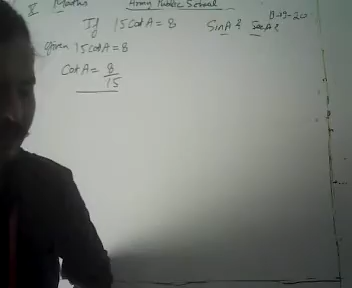 X Maths Army Public School
If 15cotA = 8 SinA & SecA ?
given 15cotA = 8
CotA = 8/15